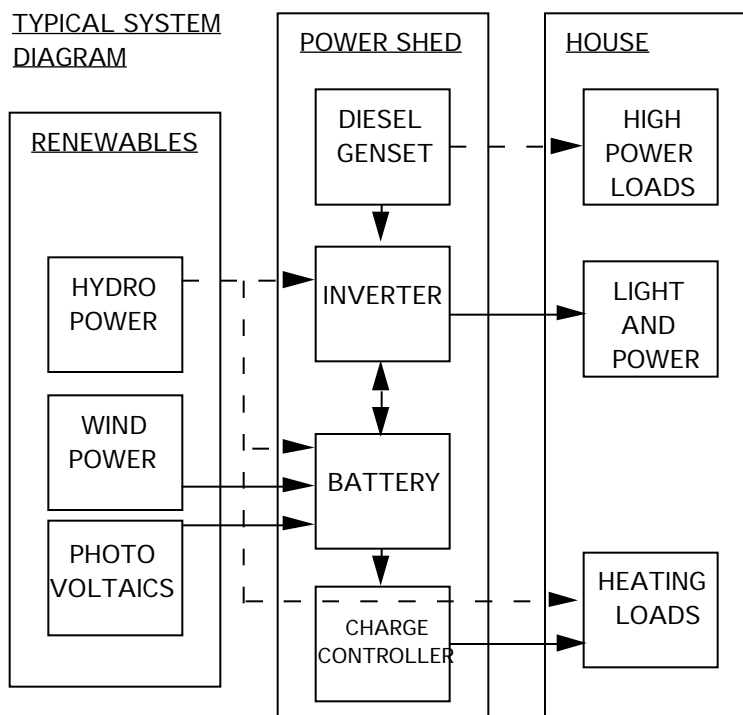 TYPICAL SYSTEM
DIAGRAM
RENEWABLES
HYDRO
POWER
WIND
POWER
PHOTO
VOLTAICS
POWER SHED
DIESEL
GENSET
INVERTER
BATTERY
CHARGE
CONTROLLER
HOUSE
HIGH
POWER
LOADS
LIGHT
AND
POWER
HEATING
LOADS